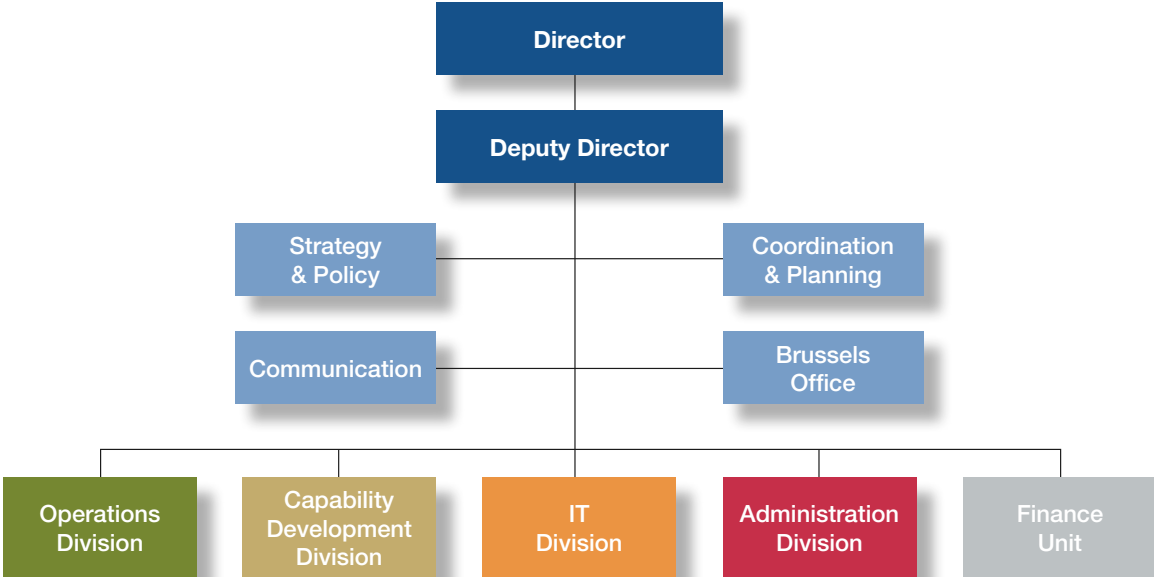 Director
Deputy Director
Strategy
& Policy
Coordination
& Planning
Communication
Brussels
Office
Operations
Division
Capability
Development
Division
IT
Division
Administration
Division
Finance
Unit